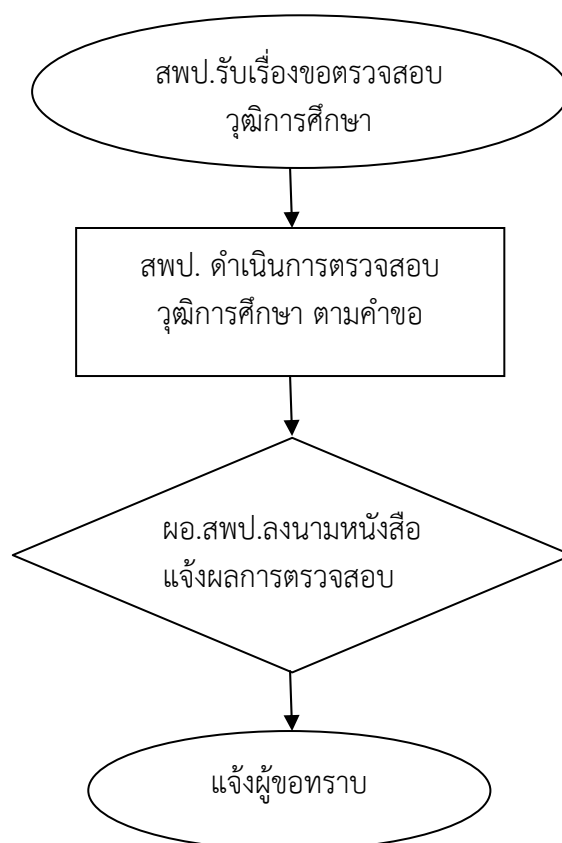 สพป.รับเรื่องขอตรวจสอบ
วุฒิการศึกษา
สพป. ดำเนินการตรวจสอบ
วุฒิการศึกษา ตามคำขอ
ผอ.สพป.ลงนามหนังสือ
แจ้งผลการตรวจสอบ
แจ้งผู้ขอทราบ